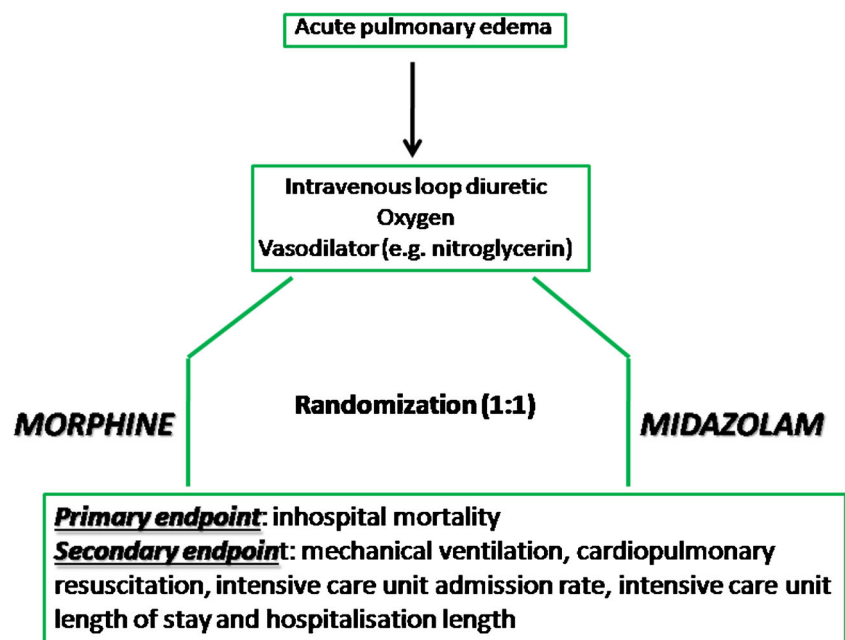 Acute pulmonary edema
Intravenous loop diuretic
Oxygen
Vasodilator (e.g. nitroglycerin)
Randomization (1:1)
MORPHINE
MIDAZOLAM
Primary endpoint: inhospital mortality
Secondary endpoint: mechanical ventilation, cardiopulmonary
resuscitation, intensive care unit admission rate, intensive care unit
length of stay and hospitalisation length